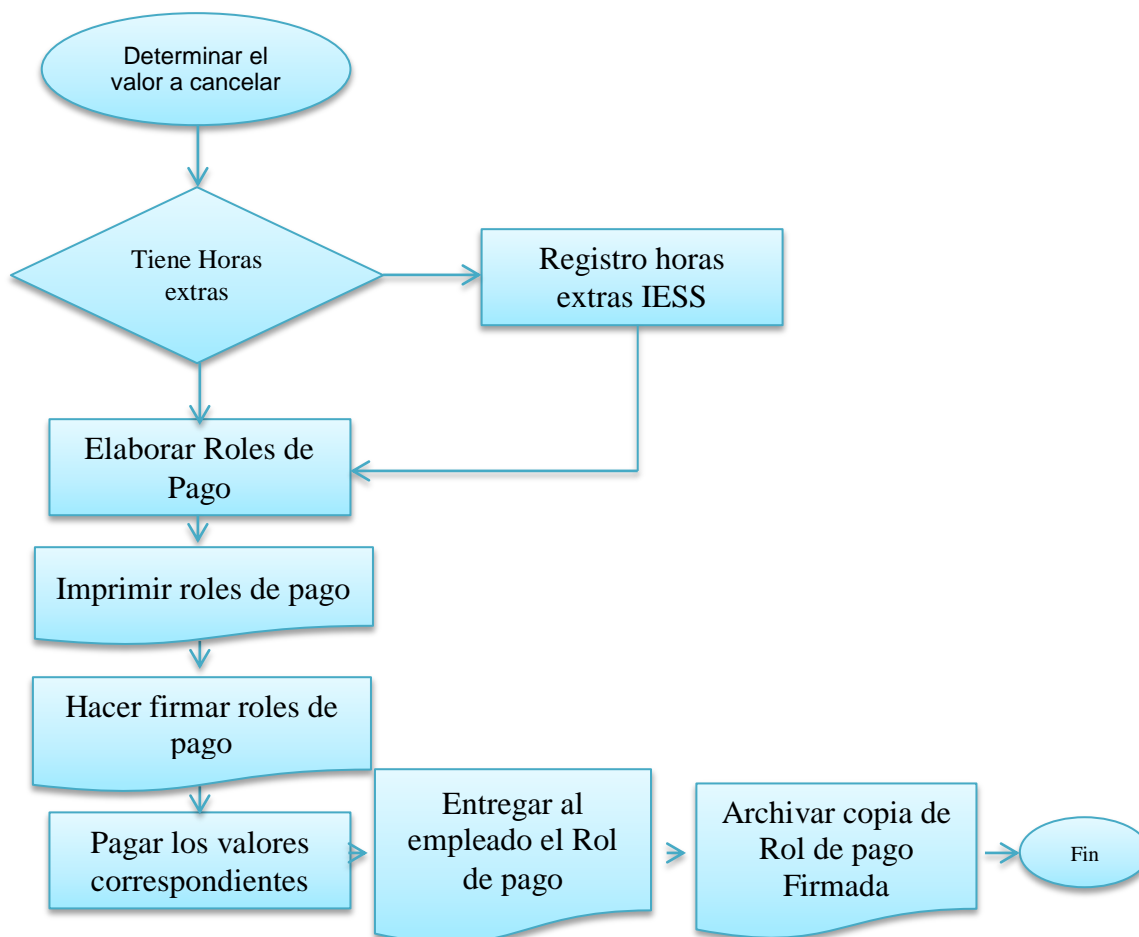 Determinar el
valor a cancelar
Tiene Horas
extras
Registro horas
extras IESS
Elaborar Roles de
Pago
Imprimir roles de pago
Hacer firmar roles de
pago
Pagar los valores
correspondientes
Entregar al
empleado el Rol
de pago
Archivar copia de
Rol de pago
Firmada
Fin